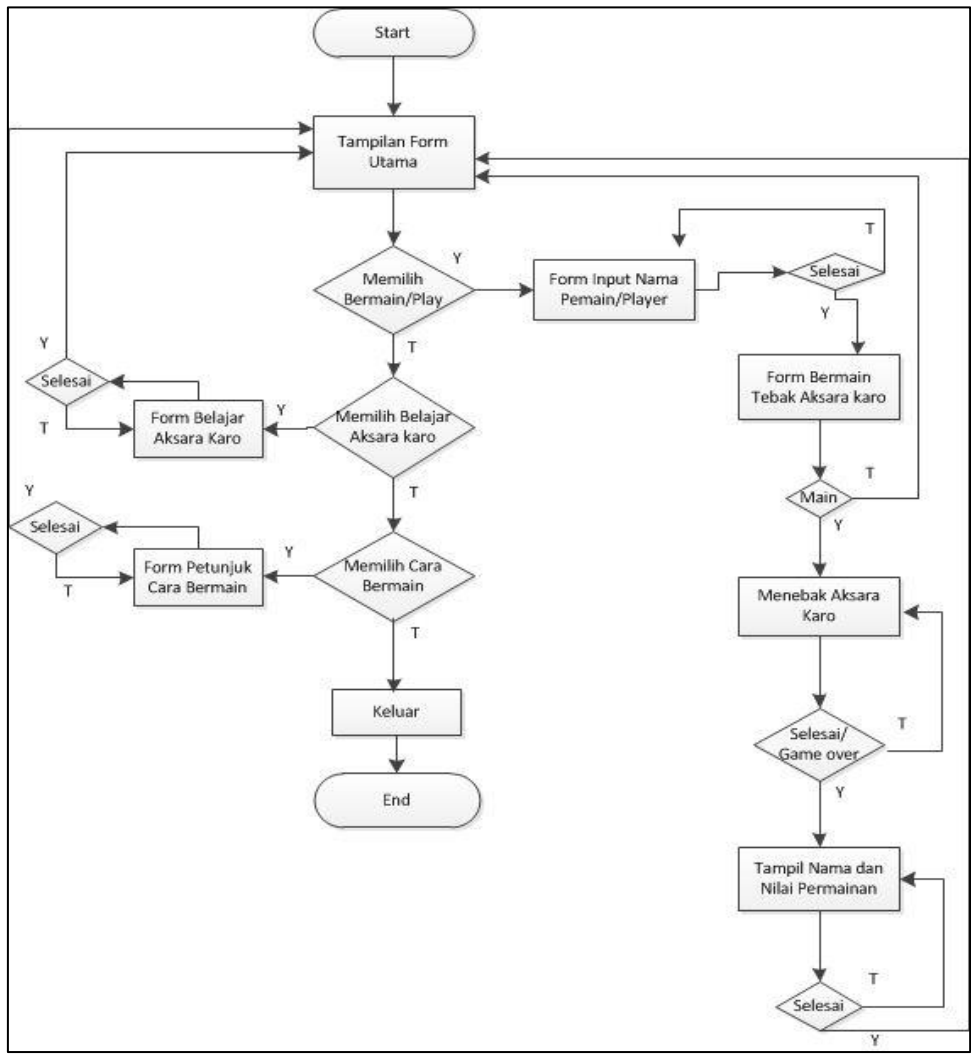 Start
Tampilan Form
Utama
Memilih
Bermain/Play
Y
T
Form Input Nama
Pemain/Player
Selesai
T
Y
Form Bermain
Tebak Aksara karo
Main
T
Y
Menebak Aksara
Karo
Selesai/
Game over
T
Y
Tampil Nama dan
Nilai Permainan
Selesai
T
Y
Memilih Belajar
Aksara karo
Y
T
Form Belajar
Aksara Karo
Selesai
Y
T
Memilih Cara
Bermain
Y
T
Form Petunjuk
Cara Bermain
Selesai
Y
T
Keluar
End